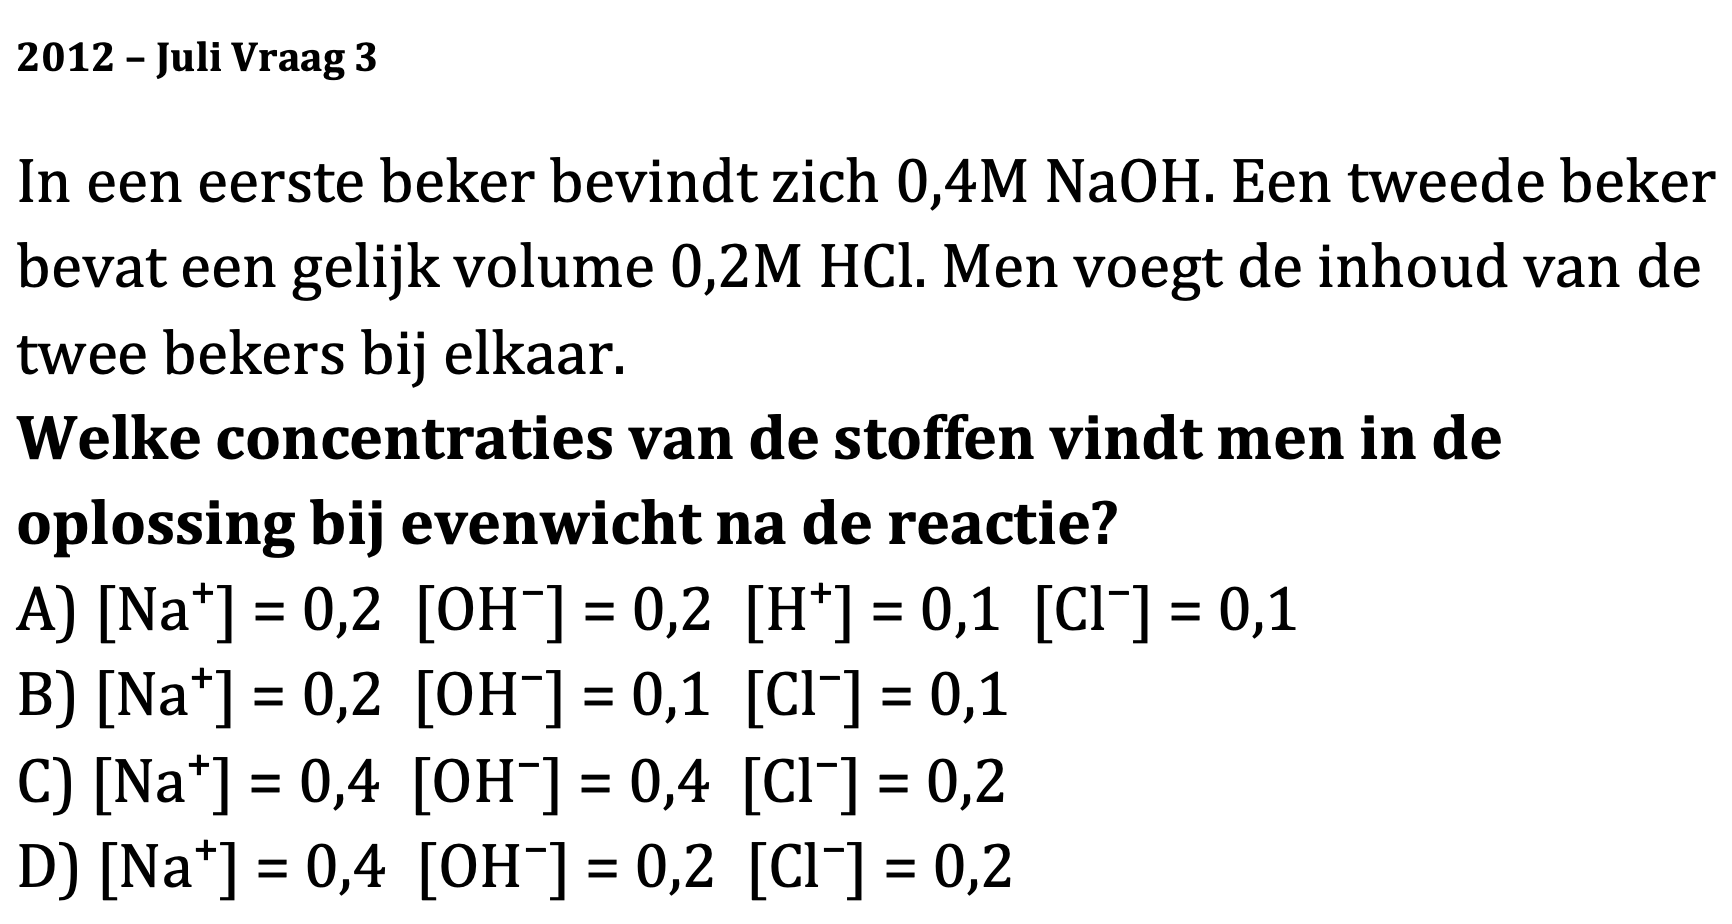 2012 – Juli Vraag 3
In een eerste beker bevindt zich 0,4M NaOH. Een tweede beker
bevat een gelijk volume 0,2M HCl. Men voegt de inhoud van de
twee bekers bij elkaar.
Welke concentraties van de stoffen vindt men in de
oplossing bij evenwicht na de reactie?
A) [Na⁺] = 0,2 [OH⁻] = 0,2 [H⁺] = 0,1 [Cl⁻] = 0,1
B) [Na⁺] = 0,2 [OH⁻] = 0,1 [Cl⁻] = 0,1
C) [Na⁺] = 0,4 [OH⁻] = 0,4 [Cl⁻] = 0,2
D) [Na⁺] = 0,4 [OH⁻] = 0,2 [Cl⁻] = 0,2